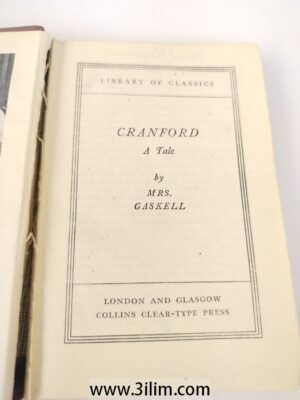 LIBRARY OF CLASSICS
CRANFORD
A Tale
by
MRS.
GASKELL
LONDON AND GLASGOW
COLLINS CLEAR-TYPE PRESS
www.3ilim.com